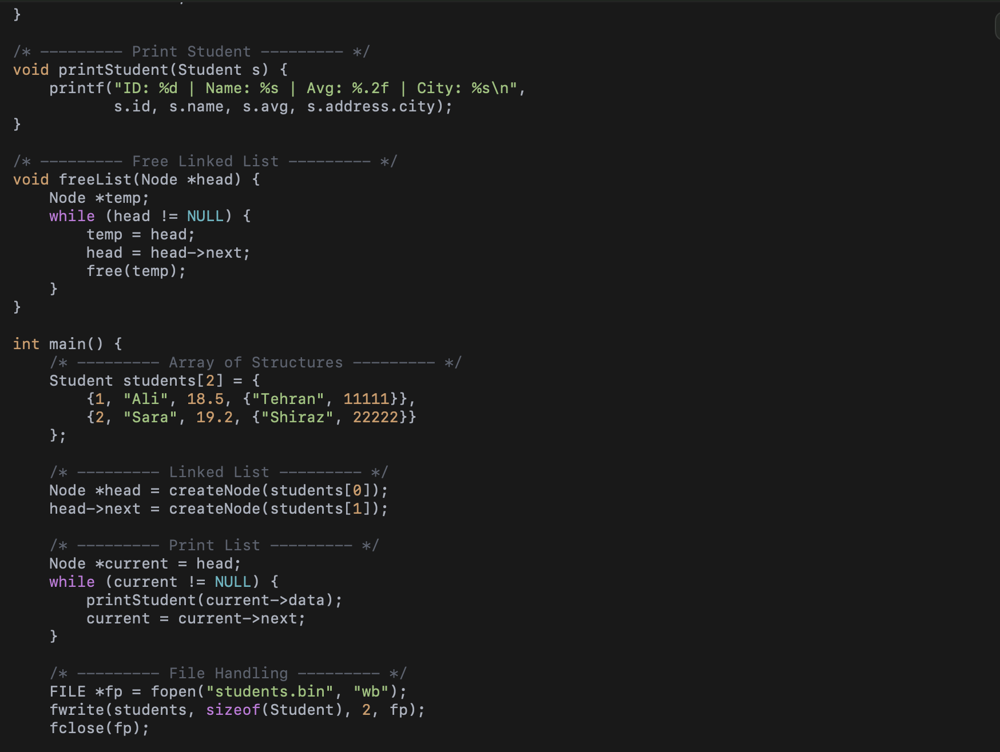 }
/* --------- Print Student --------- */
void printStudent(Student s) {
    printf("ID: %d | Name: %s | Avg: %.2f | City: %s\n",
           s.id, s.name, s.avg, s.address.city);
}
/* --------- Free Linked List --------- */
void freeList(Node *head) {
    Node *temp;
    while (head != NULL) {
        temp = head;
        head = head->next;
        free(temp);
    }
}
int main() {
    /* --------- Array of Structures --------- */
    Student students[2] = {
        {1, "Ali", 18.5, {"Tehran", 11111}},
        {2, "Sara", 19.2, {"Shiraz", 22222}}
    };
    /* --------- Linked List --------- */
    Node *head = createNode(students[0]);
    head->next = createNode(students[1]);
    /* --------- Print List --------- */
    Node *current = head;
    while (current != NULL) {
        printStudent(current->data);
        current = current->next;
    }
    /* --------- File Handling --------- */
    FILE *fp = fopen("students.bin", "wb");
    fwrite(students, sizeof(Student), 2, fp);
    fclose(fp);